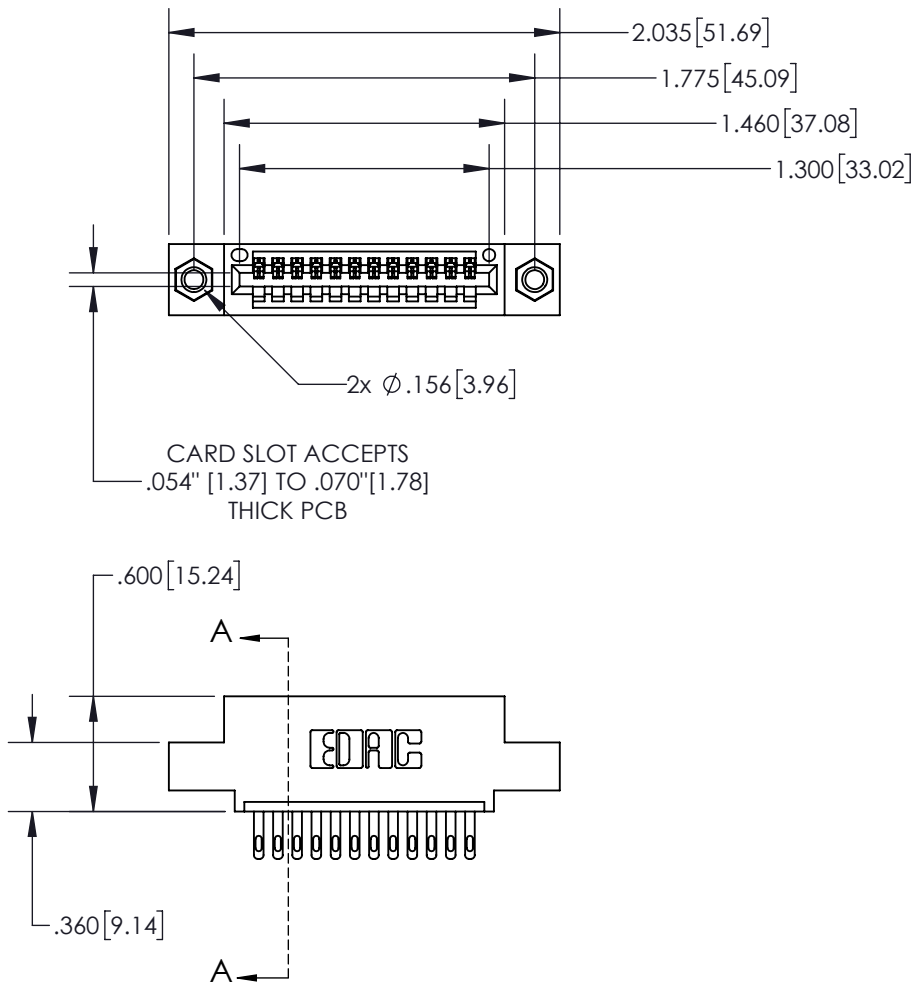 2.035[51.69]
1.775[45.09]
1.460[37.08]
1.300[33.02]
2x Ø.156[3.96]
CARD SLOT ACCEPTS
.054" [1.37] TO .070"[1.78]
THICK PCB
.600[15.24]
A
EDAC
.360[9.14]
A